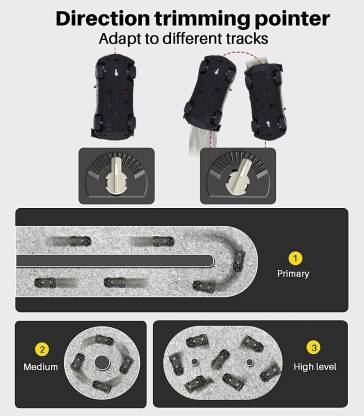 Direction trimming pointer
Adapt to different tracks
1
Primary
2
Medium
3
High level